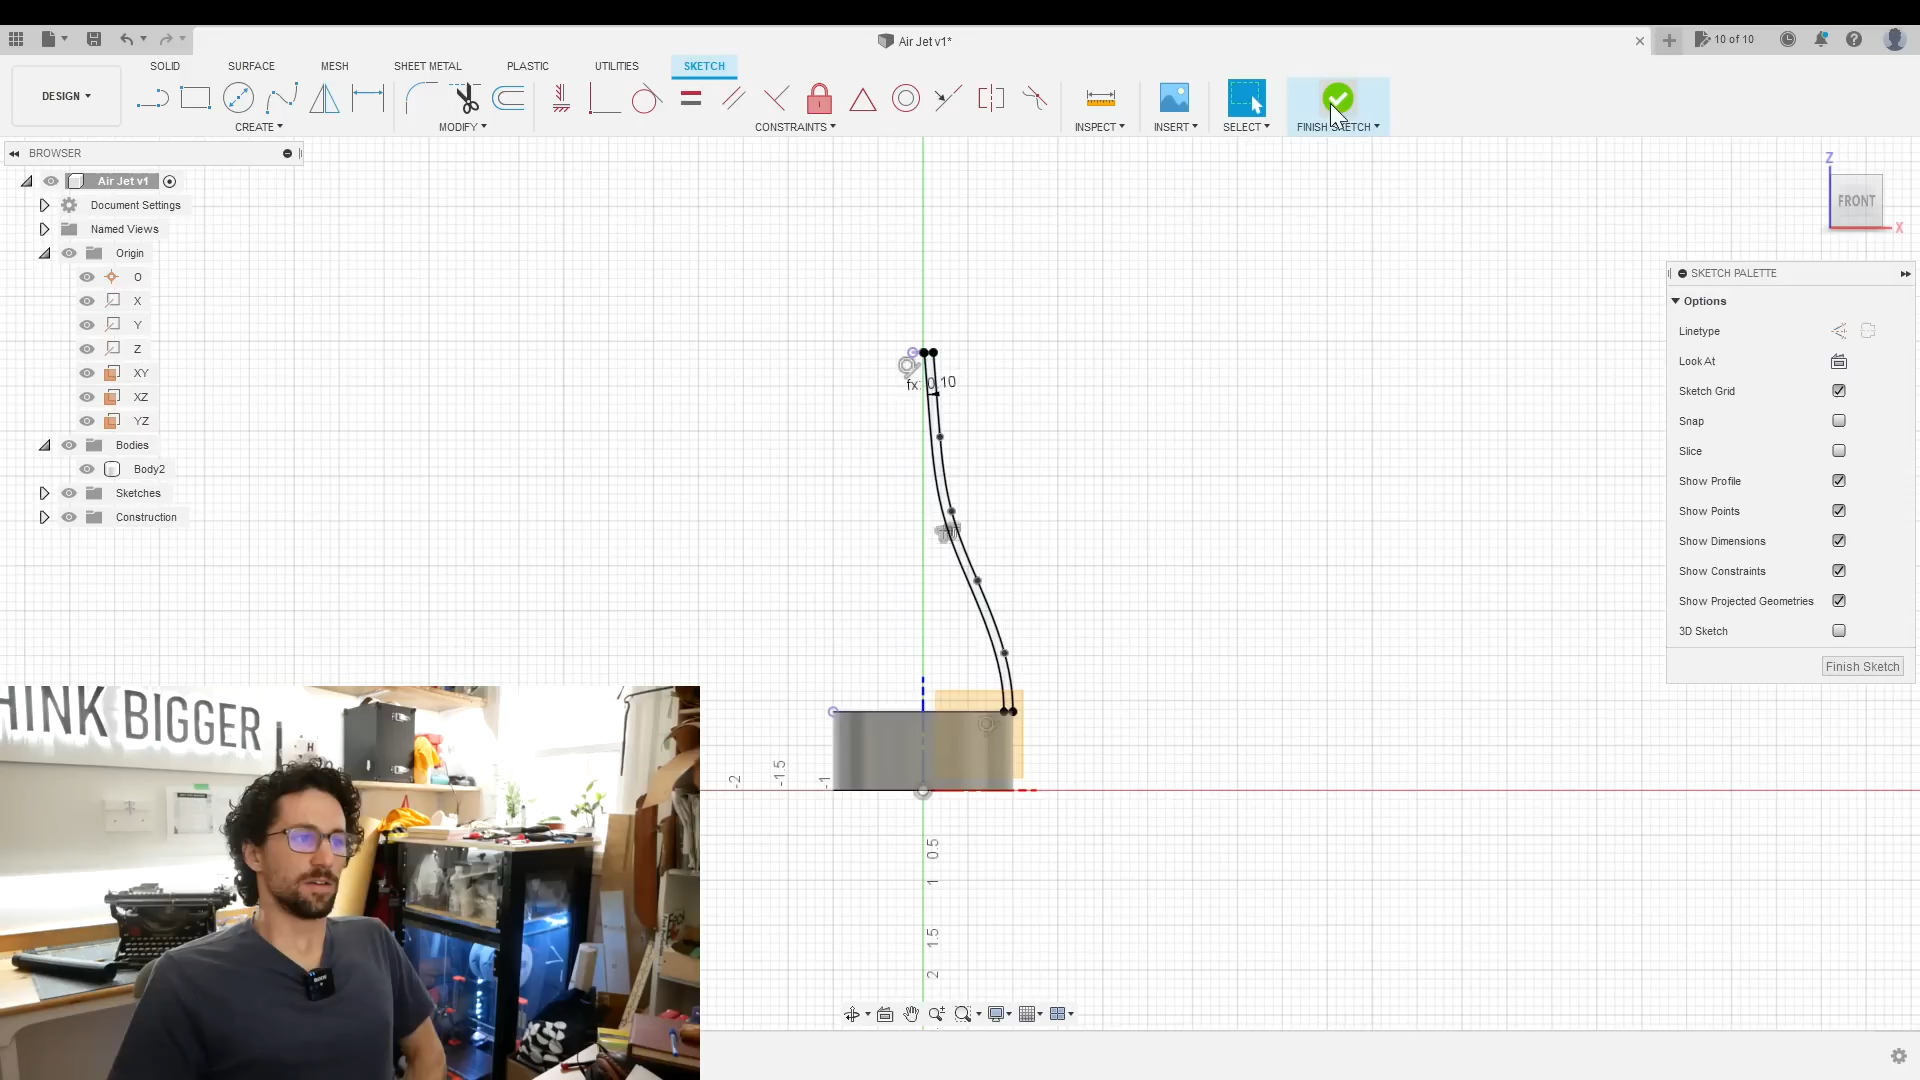 Air Jet v1*
10 of 10
SOLID
SURFACE
MESH
SHEET METAL
PLASTIC
UTILITIES
SKETCH
DESIGN
CREATE
MODIFY
CONSTRAINTS
INSPECT
INSERT
SELECT
FINISH SKETCH
BROWSER
Air Jet v1
Document Settings
Named Views
Origin
O
X
Y
Z
XY
XZ
YZ
Bodies
Body2
Sketches
Construction
Z
FRONT
X
SKETCH PALETTE
Options
Linetype
Look At
Sketch Grid
Snap
Slice
Show Profile
Show Points
Show Dimensions
Show Constraints
Show Projected Geometries
3D Sketch
Finish Sketch
fx: 0.10
-2
-1.5
-1
0.5
1
1.5
2
HINK BIGGER